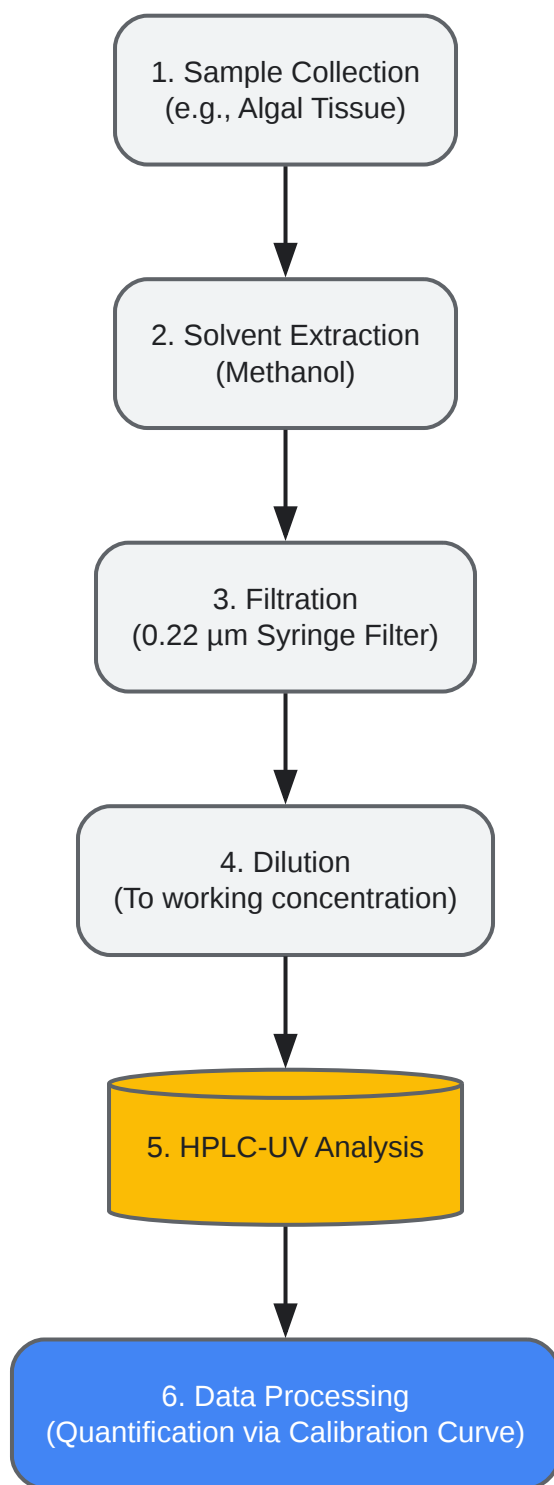 1. Sample Collection
(e.g., Algal Tissue)
2. Solvent Extraction
(Methanol)
3. Filtration
(0.22 µm Syringe Filter)
4. Dilution
(To working concentration)
5. HPLC-UV Analysis
6. Data Processing
(Quantification via Calibration Curve)